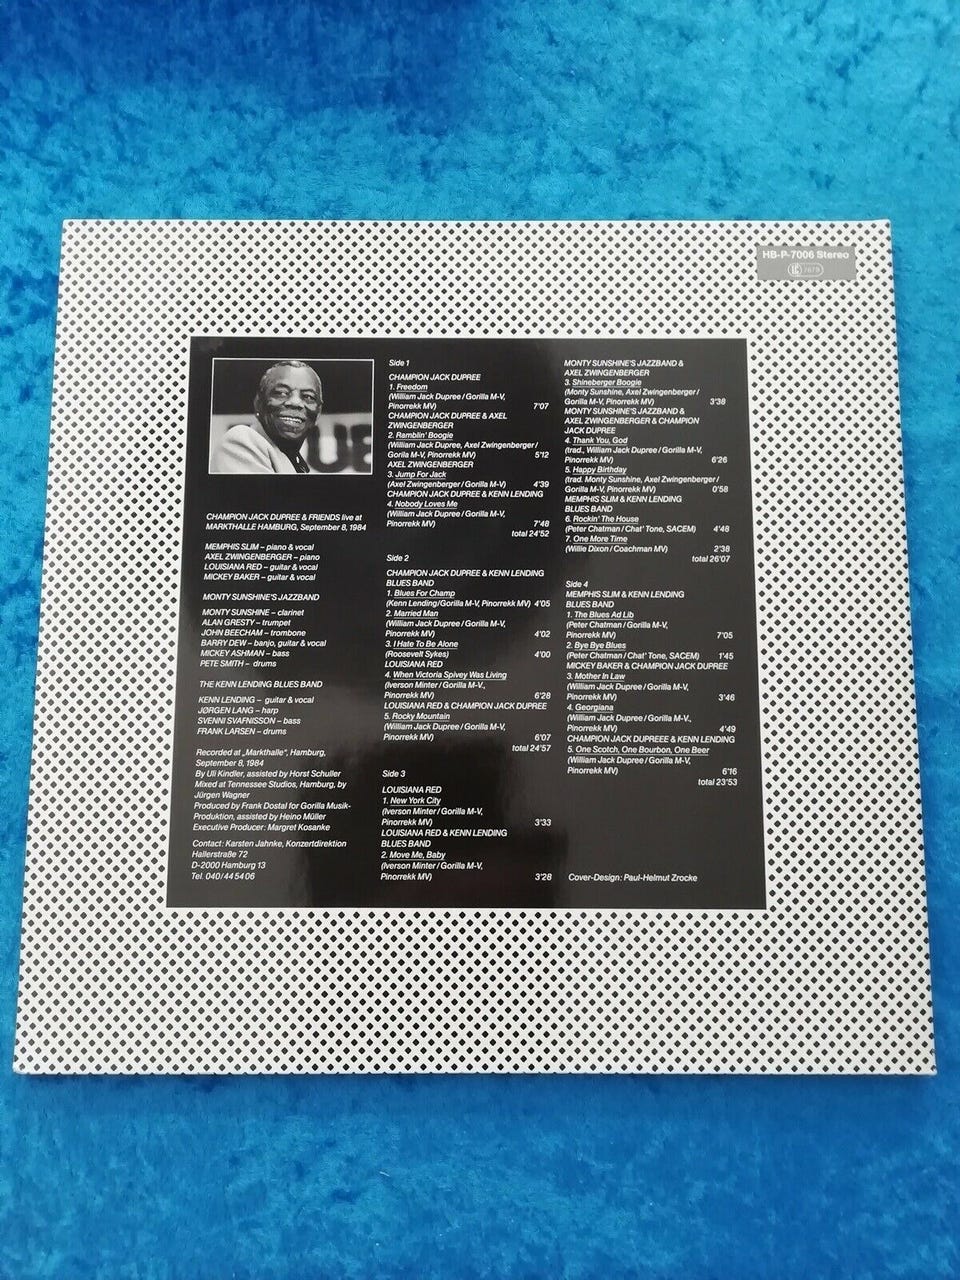 HB-P-7006 Stereo
LC 7679
UE
CHAMPION JACK DUPREE & FRIENDS live at
MARKTHALLE HAMBURG, September 8, 1984
MEMPHIS SLIM – piano & vocal
AXEL ZWINGENBERGER – piano
LOUISIANA RED – guitar & vocal
MICKEY BAKER – guitar & vocal
MONTY SUNSHINE'S JAZZBAND
MONTY SUNSHINE – clarinet
ALAN GRESTY – trumpet
JOHN BEECHAM – trombone
BARRY DEW – banjo, guitar & vocal
MICKEY ASHMAN – bass
PETE SMITH – drums
THE KENN LENDING BLUES BAND
KENN LENDING – guitar & vocal
JØRGEN LANG – harp
SVENNI SVAFNISSON – bass
FRANK LARSEN – drums
Recorded at „Markthalle", Hamburg,
September 8, 1984
By Uli Kindler, assisted by Horst Schuller
Mixed at Tennessee Studios, Hamburg, by
Jürgen Wagner
Produced by Frank Dostal for Gorilla Musik-
Produktion, assisted by Heino Müller
Executive Producer: Margret Kosanke
Contact: Karsten Jahnke, Konzertdirektion
Hallerstraße 72
D-2000 Hamburg 13
Tel. 040/44 54 06
Side 1
CHAMPION JACK DUPREE
1. Freedom
(William Jack Dupree / Gorilla M-V,
Pinorrekk MV) 7'07
CHAMPION JACK DUPREE & AXEL
ZWINGENBERGER
2. Ramblin' Boogie
(William Jack Dupree, Axel Zwingenberger /
Gorila M-V, Pinorrekk MV) 5'12
AXEL ZWINGENBERGER
3. Jump For Jack
(Axel Zwingenberger / Gorilla M-V) 4'39
CHAMPION JACK DUPREE & KENN LENDING
4. Nobody Loves Me
(William Jack Dupree / Gorilla M-V,
Pinorrekk MV) 7'48
total 24'52
Side 2
CHAMPION JACK DUPREE & KENN LENDING
BLUES BAND
1. Blues For Champ
(Kenn Lending/Gorilla M-V, Pinorrekk MV) 4'05
2. Married Man
(William Jack Dupree / Gorilla M-V,
Pinorrekk MV) 4'02
3. I Hate To Be Alone
(Roosevelt Sykes) 4'00
LOUISIANA RED
4. When Victoria Spivey Was Living
(Iverson Minter / Gorilla M-V.,
Pinorrekk MV) 6'28
LOUISIANA RED & CHAMPION JACK DUPREE
5. Rocky Mountain
(William Jack Dupree / Gorilla M-V,
Pinorrekk MV) 6'07
total 24'57
Side 3
LOUISIANA RED
1. New York City
(Iverson Minter / Gorilla M-V,
Pinorrekk MV) 3'33
LOUISIANA RED & KENN LENDING
BLUES BAND
2. Move Me, Baby
(Iverson Minter / Gorilla M-V,
Pinorrekk MV) 3'28
MONTY SUNSHINE'S JAZZBAND &
AXEL ZWINGENBERGER
3. Shineberger Boogie
(Monty Sunshine, Axel Zwingenberger /
Gorilla M-V, Pinorrekk MV) 3'38
MONTY SUNSHINE'S JAZZBAND &
AXEL ZWINGENBERGER & CHAMPION
JACK DUPREE
4. Thank You, God
(trad., William Jack Dupree / Gorilla M-V,
Pinorrekk MV) 6'26
5. Happy Birthday
(trad. Monty Sunshine, Axel Zwingenberger /
Gorilla M-V, Pinorrekk MV) 0'58
MEMPHIS SLIM & KENN LENDING
BLUES BAND
6. Rockin' The House
(Peter Chatman / Chat' Tone, SACEM) 4'48
7. One More Time
(Willie Dixon / Coachman MV) 2'38
total 26'07
Side 4
MEMPHIS SLIM & KENN LENDING
BLUES BAND
1. The Blues Ad Lib
(Peter Chatman / Gorilla M-V,
Pinorrekk MV) 7'05
2. Bye Bye Blues
(Peter Chatman / Chat' Tone, SACEM) 1'45
MICKEY BAKER & CHAMPION JACK DUPREE
3. Mother In Law
(William Jack Dupree / Gorilla M-V,
Pinorrekk MV) 3'46
4. Georgiana
(William Jack Dupree / Gorilla M-V.,
Pinorrekk MV) 4'49
CHAMPION JACK DUPREEE & KENN LENDING
5. One Scotch, One Bourbon, One Beer
(William Jack Dupree / Gorilla M-V,
Pinorrekk MV) 6'16
total 23'53
Cover-Design: Paul-Helmut Zrocke